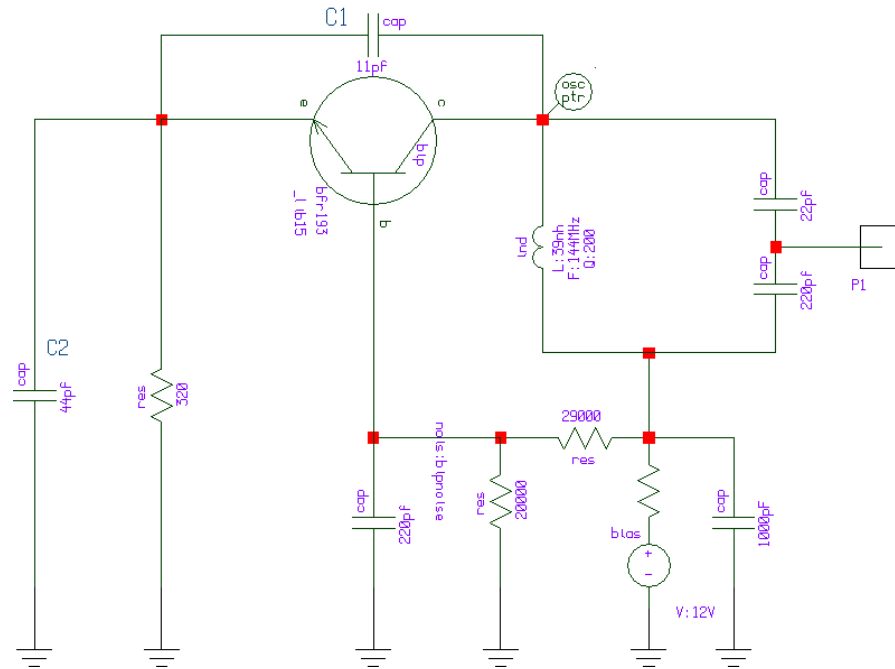 C1
cap
11pf
osc
ptr
e
c
bip
bfr193
_lib15
b
cap
22pf
ind
L:39nh
F:144MHz
Q:200
cap
220pf
P1
C2
cap
44pf
res
320
29000
res
nois:bipnoise
cap
220pf
res
20000
bias
+
-
V:12V
cap
1000pF